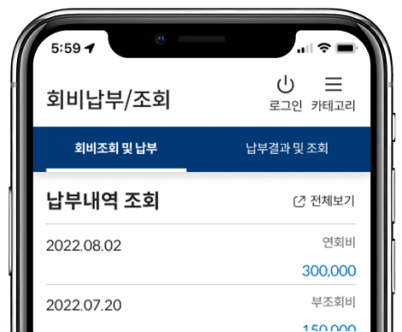 5:59
회비납부/조회
로그인 카테고리
회비조회 및 납부 납부결과 및 조회
납부내역 조회 전체보기
2022.08.02 연회비
300,000
2022.07.20 부조회비
150,000